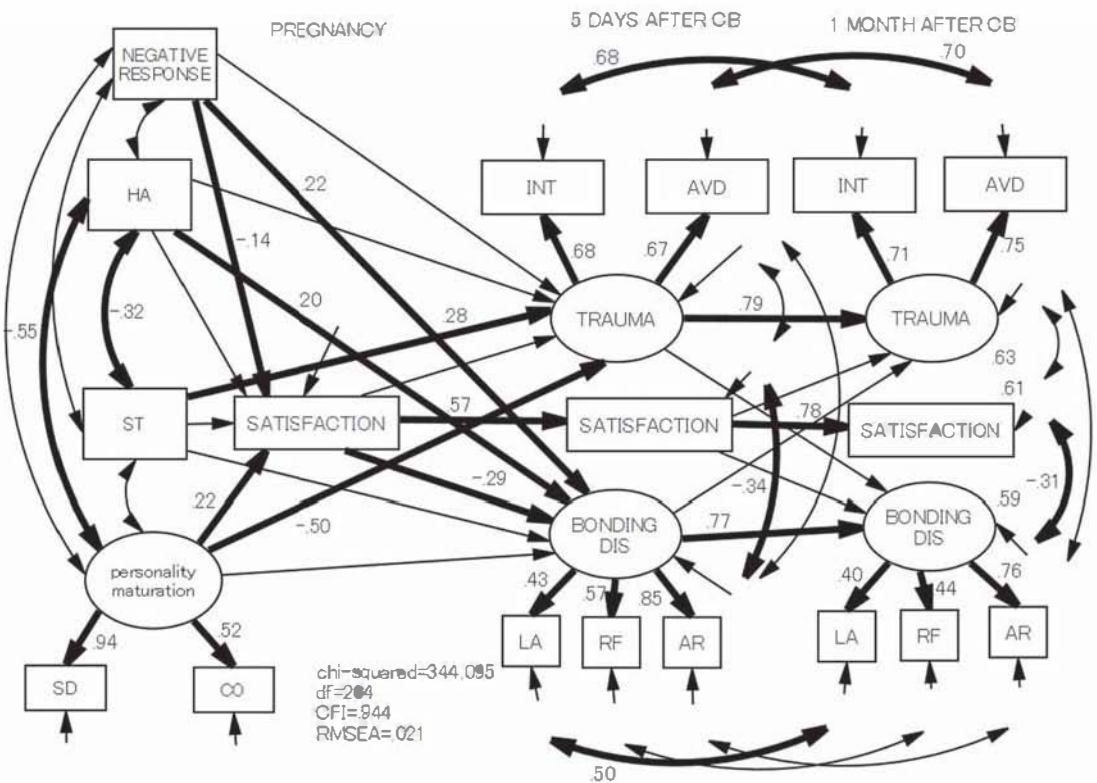 PREGNANCY
5 DAYS AFTER CB
1 MONTH AFTER CB
NEGATIVE
RESPONSE
.68
.70
HA
INT
AVD
INT
AVD
.22
-.14
.68
.67
.71
.75
-.55
-.32
.20
.28
TRAUMA
.79
TRAUMA
.63
.61
ST
SATISFACTION
.57
SATISFACTION
.78
SATISFACTION
.22
-.29
-.50
-.34
-.31
BONDING
DIS
.77
.59
BONDING
DIS
personality
maturation
.43
.57
.85
.40
.44
.76
.94
.52
LA
RF
AR
LA
RF
AR
SD
CO
chi-squared=344.095
CFI=.944
RMSEA=.021
.50